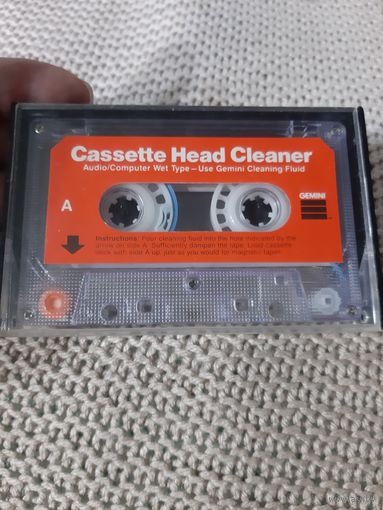 Cassette Head Cleaner
Audio/Computer Wet Type – Use Gemini Cleaning Fluid
A
GEMINI
Instructions: Pour cleaning fluid into the hole indicated by the
arrow on side A. Sufficiently dampen the tape. Load cassette
deck with side A up, just as you would for magnetic tapes.